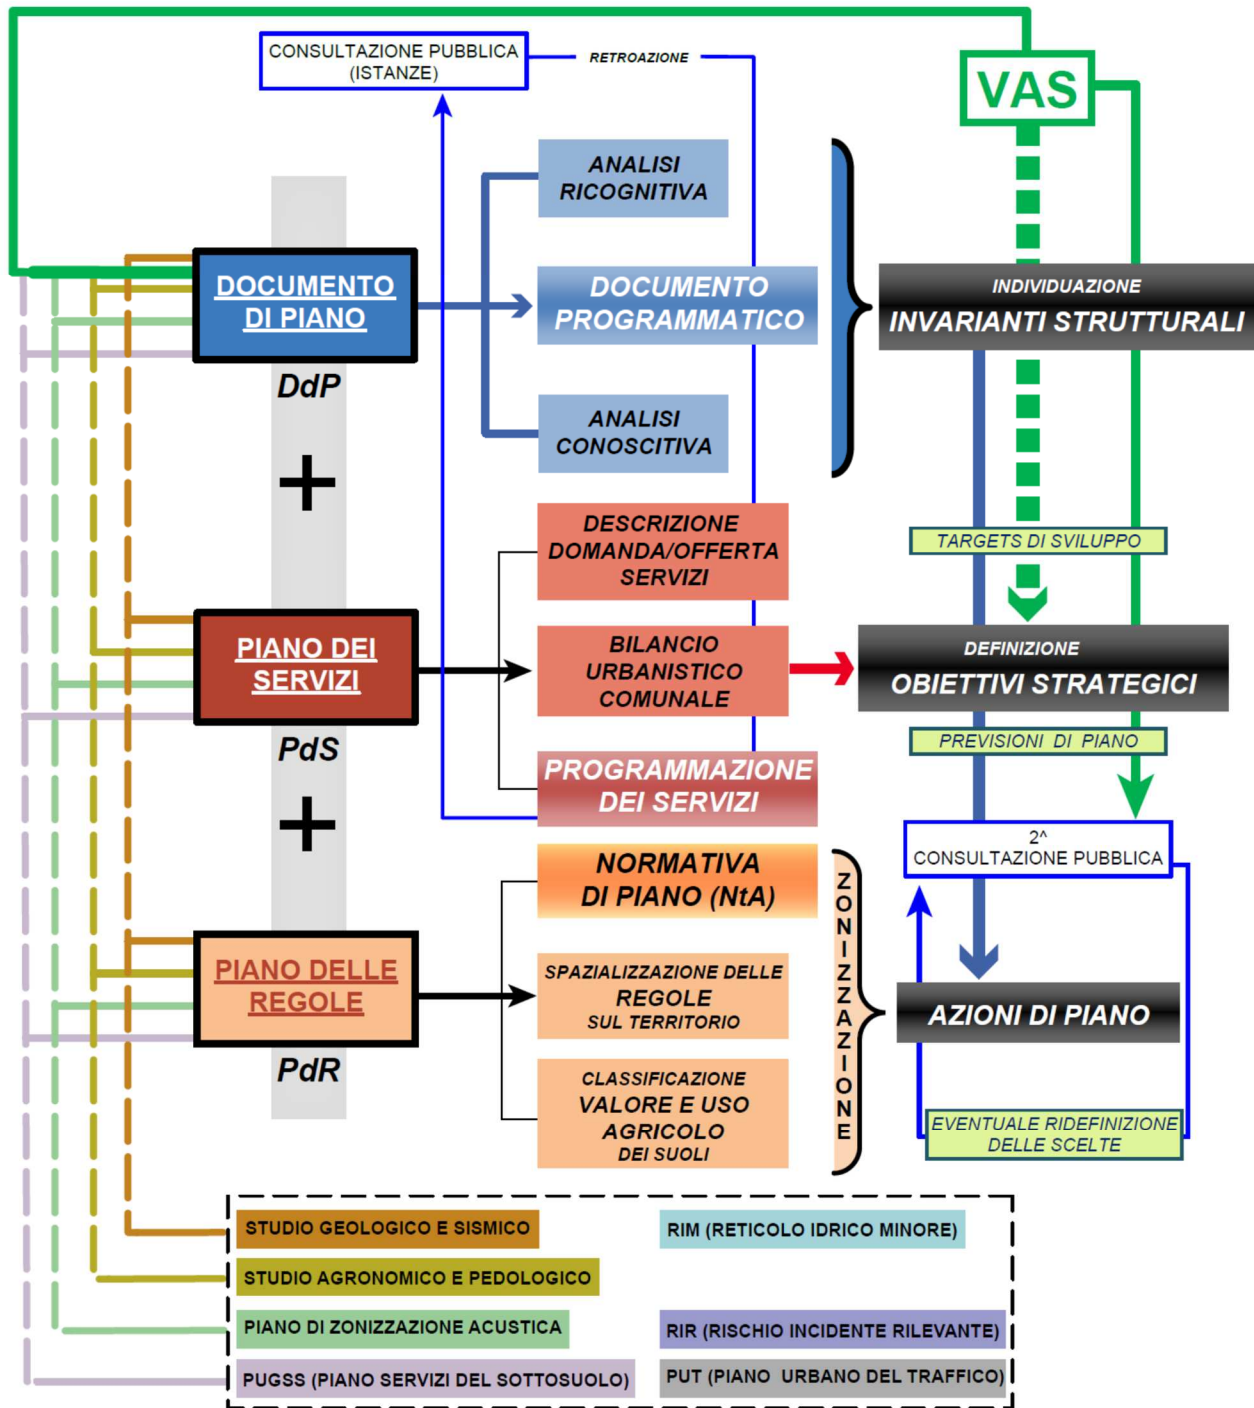 CONSULTAZIONE PUBBLICA
(ISTANZE)
RETROAZIONE
VAS
ANALISI
RICOGNITIVA
DOCUMENTO
DI PIANO
DdP
DOCUMENTO
PROGRAMMATICO
INDIVIDUAZIONE
INVARIANTI STRUTTURALI
ANALISI
CONOSCITIVA
+
DESCRIZIONE
DOMANDA/OFFERTA
SERVIZI
TARGETS DI SVILUPPO
PIANO DEI
SERVIZI
PdS
BILANCIO
URBANISTICO
COMUNALE
DEFINIZIONE
OBIETTIVI STRATEGICI
PREVISIONI DI PIANO
+
PROGRAMMAZIONE
DEI SERVIZI
2^
CONSULTAZIONE PUBBLICA
NORMATIVA
DI PIANO (NtA)
ZONIZZAZIONE
PIANO DELLE
REGOLE
PdR
SPAZIALIZZAZIONE DELLE
REGOLE
SUL TERRITORIO
AZIONI DI PIANO
CLASSIFICAZIONE
VALORE E USO
AGRICOLO
DEI SUOLI
EVENTUALE RIDEFINIZIONE
DELLE SCELTE
STUDIO GEOLOGICO E SISMICO
RIM (RETICOLO IDRICO MINORE)
STUDIO AGRONOMICO E PEDOLOGICO
PIANO DI ZONIZZAZIONE ACUSTICA
RIR (RISCHIO INCIDENTE RILEVANTE)
PUGSS (PIANO SERVIZI DEL SOTTOSUOLO)
PUT (PIANO URBANO DEL TRAFFICO)